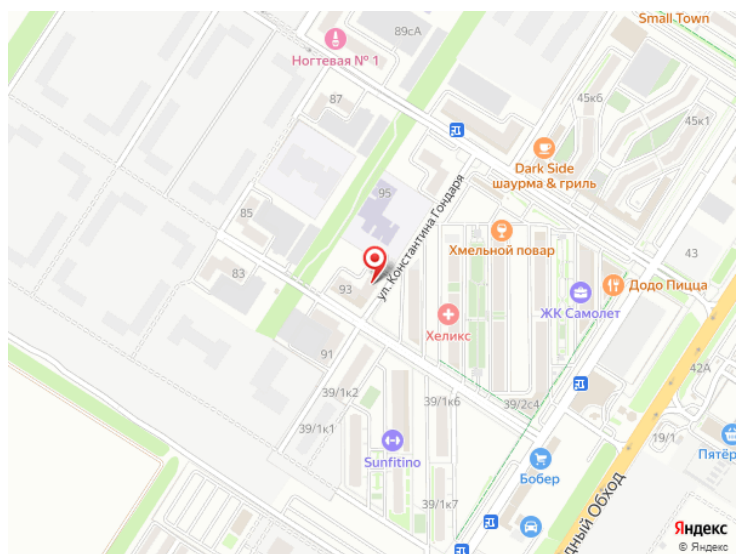 Small Town
89сА
Ногтевая № 1
87
45к6
45к1
Dark Side
шаурма & гриль
95
85
ул. Константина Гондаря
Хмельной повар
43
83
93
Додо Пицца
ЖК Самолет
Хеликс
91
42А
39/1к2
39/1к6
39/2с4
39/1к1
19/1
Sunfitino
Бобер
Пятёр
39/1к7
дный Обход
Яндекс
© Яндекс